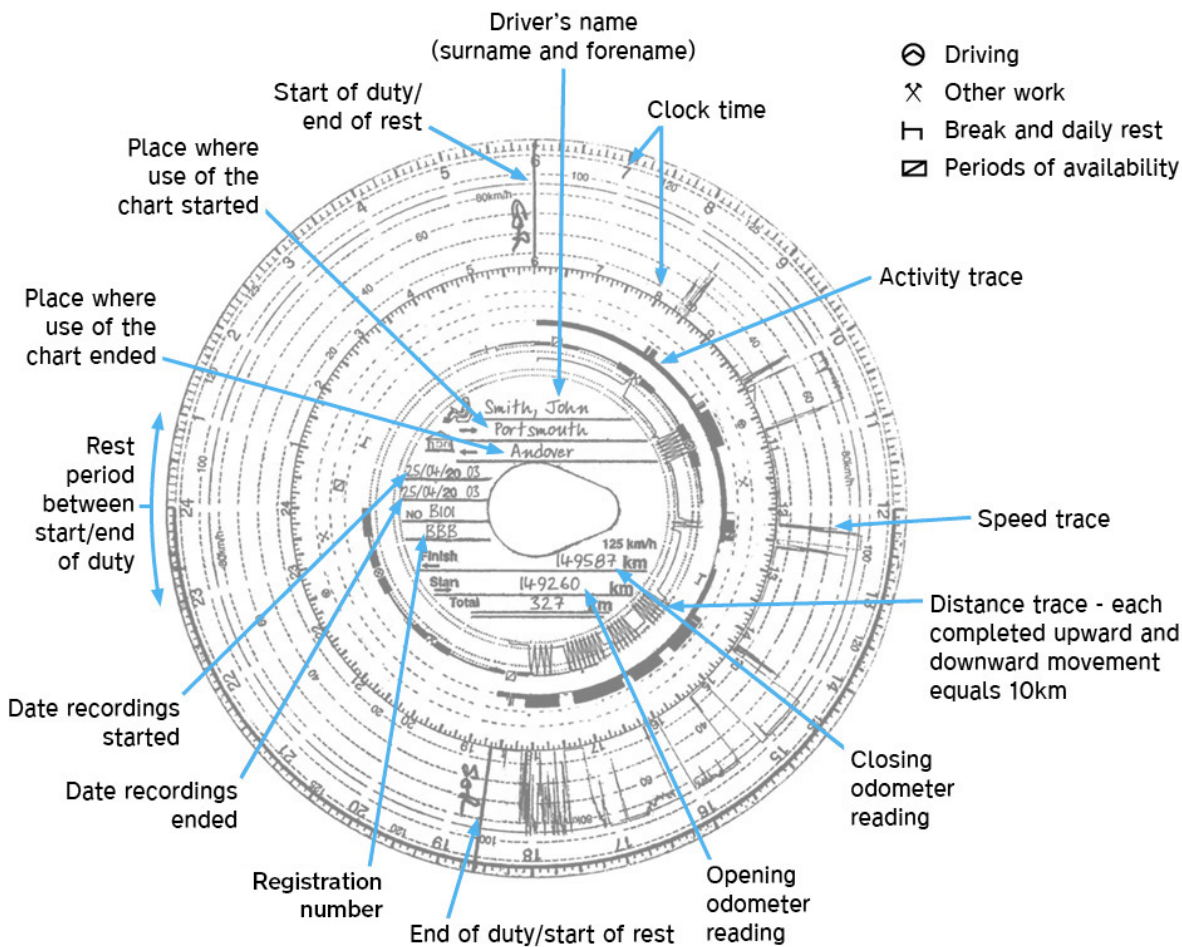 Driver's name
(surname and forename)
Start of duty/
end of rest
Clock time
Place where
use of the
chart started
Driving
Other work
Break and daily rest
Periods of availability
Activity trace
Place where
use of the
chart ended
Rest
period
between
start/end
of duty
Speed trace
Smith, John
Portsmouth
Andover
25/04/20 03
25/04/20 03
NO B101
BBB
125 km/h
Finish 149587 km
Start 149260 km
Total 327 km
Distance trace - each
completed upward and
downward movement
equals 10km
Date recordings
started
Date recordings
ended
Closing
odometer
reading
Registration
number
Opening
odometer
reading
End of duty/start of rest